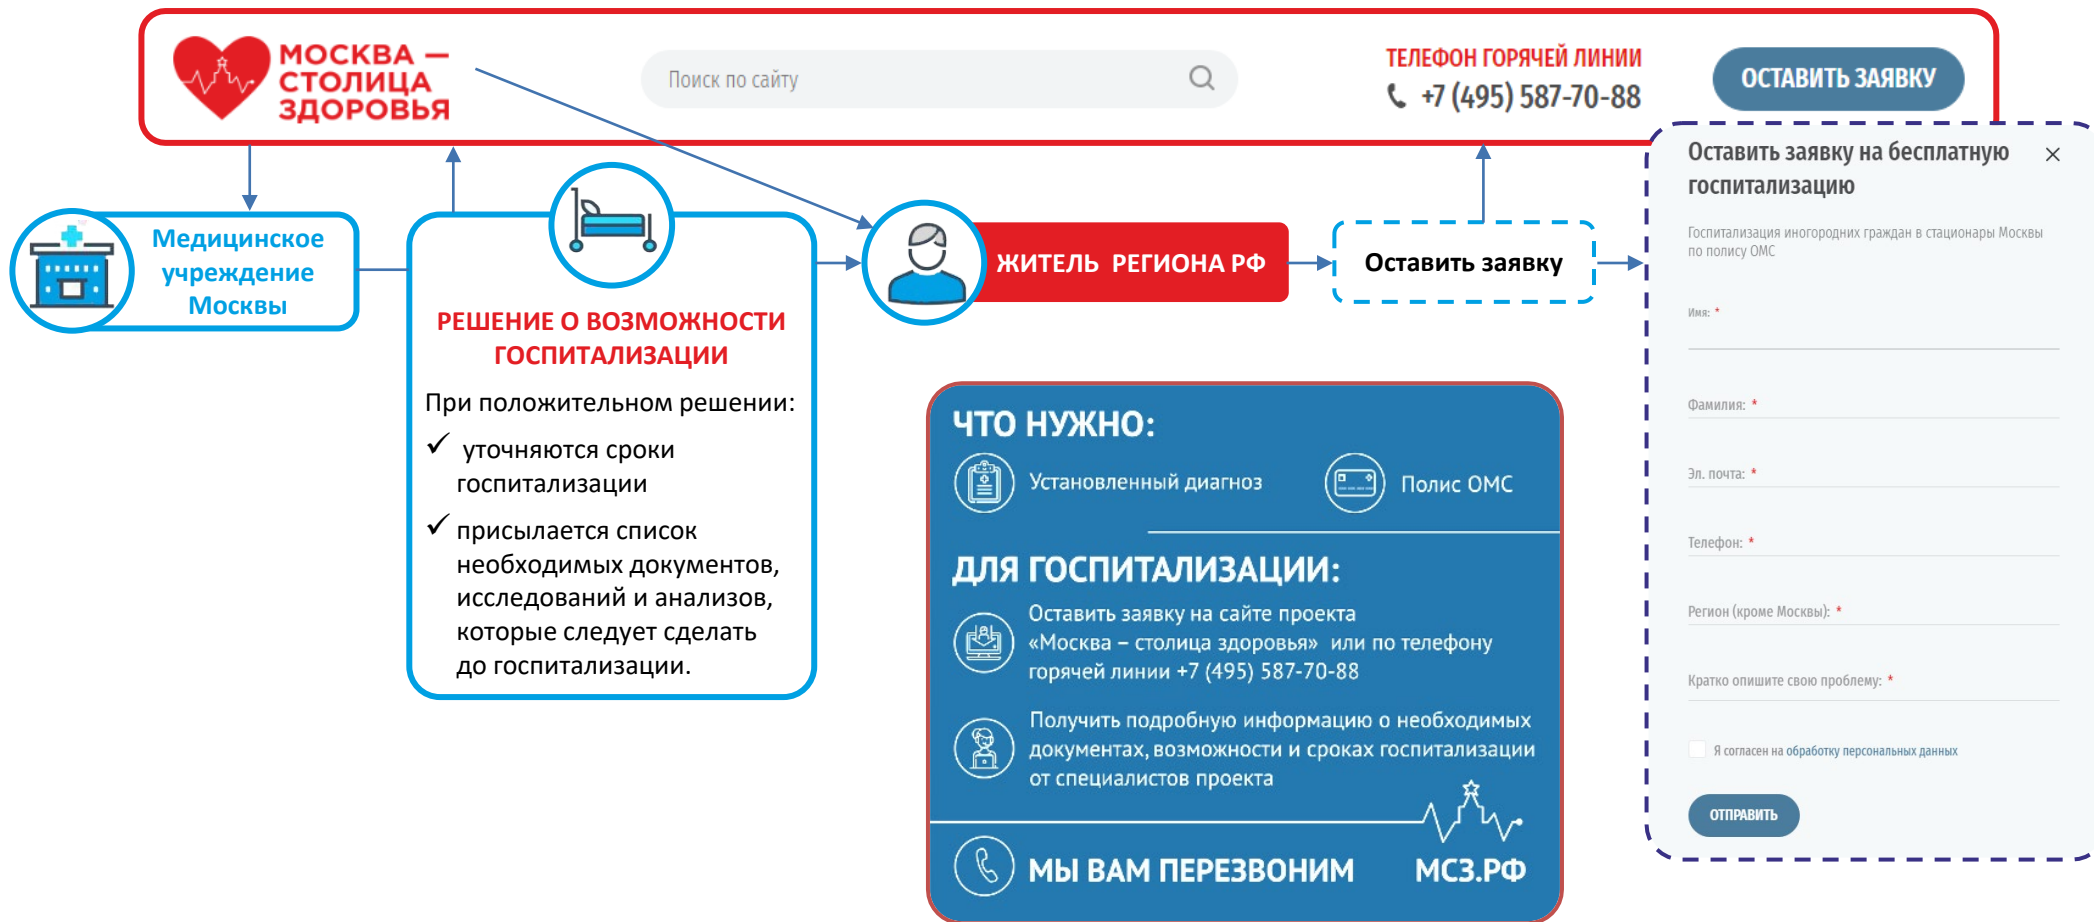 МОСКВА —
СТОЛИЦА
ЗДОРОВЬЯ
Поиск по сайту
ТЕЛЕФОН ГОРЯЧЕЙ ЛИНИИ
+7 (495) 587-70-88
ОСТАВИТЬ ЗАЯВКУ
Медицинское
учреждение
Москвы
РЕШЕНИЕ О ВОЗМОЖНОСТИ
ГОСПИТАЛИЗАЦИИ
При положительном решении:
✓ уточняются сроки
госпитализации
✓ присылается список
необходимых документов,
исследований и анализов,
которые следует сделать
до госпитализации.
ЖИТЕЛЬ РЕГИОНА РФ
Оставить заявку
ЧТО НУЖНО:
Установленный диагноз
Полис ОМС
ДЛЯ ГОСПИТАЛИЗАЦИИ:
Оставить заявку на сайте проекта
«Москва – столица здоровья» или по телефону
горячей линии +7 (495) 587-70-88
Получить подробную информацию о необходимых
документах, возможности и сроках госпитализации
от специалистов проекта
МЫ ВАМ ПЕРЕЗВОНИМ
МСЗ.РФ
Оставить заявку на бесплатную
госпитализацию
Госпитализация иногородних граждан в стационары Москвы
по полису ОМС
Имя: *
Фамилия: *
Эл. почта: *
Телефон: *
Регион (кроме Москвы): *
Кратко опишите свою проблему: *
Я согласен на обработку персональных данных
ОТПРАВИТЬ